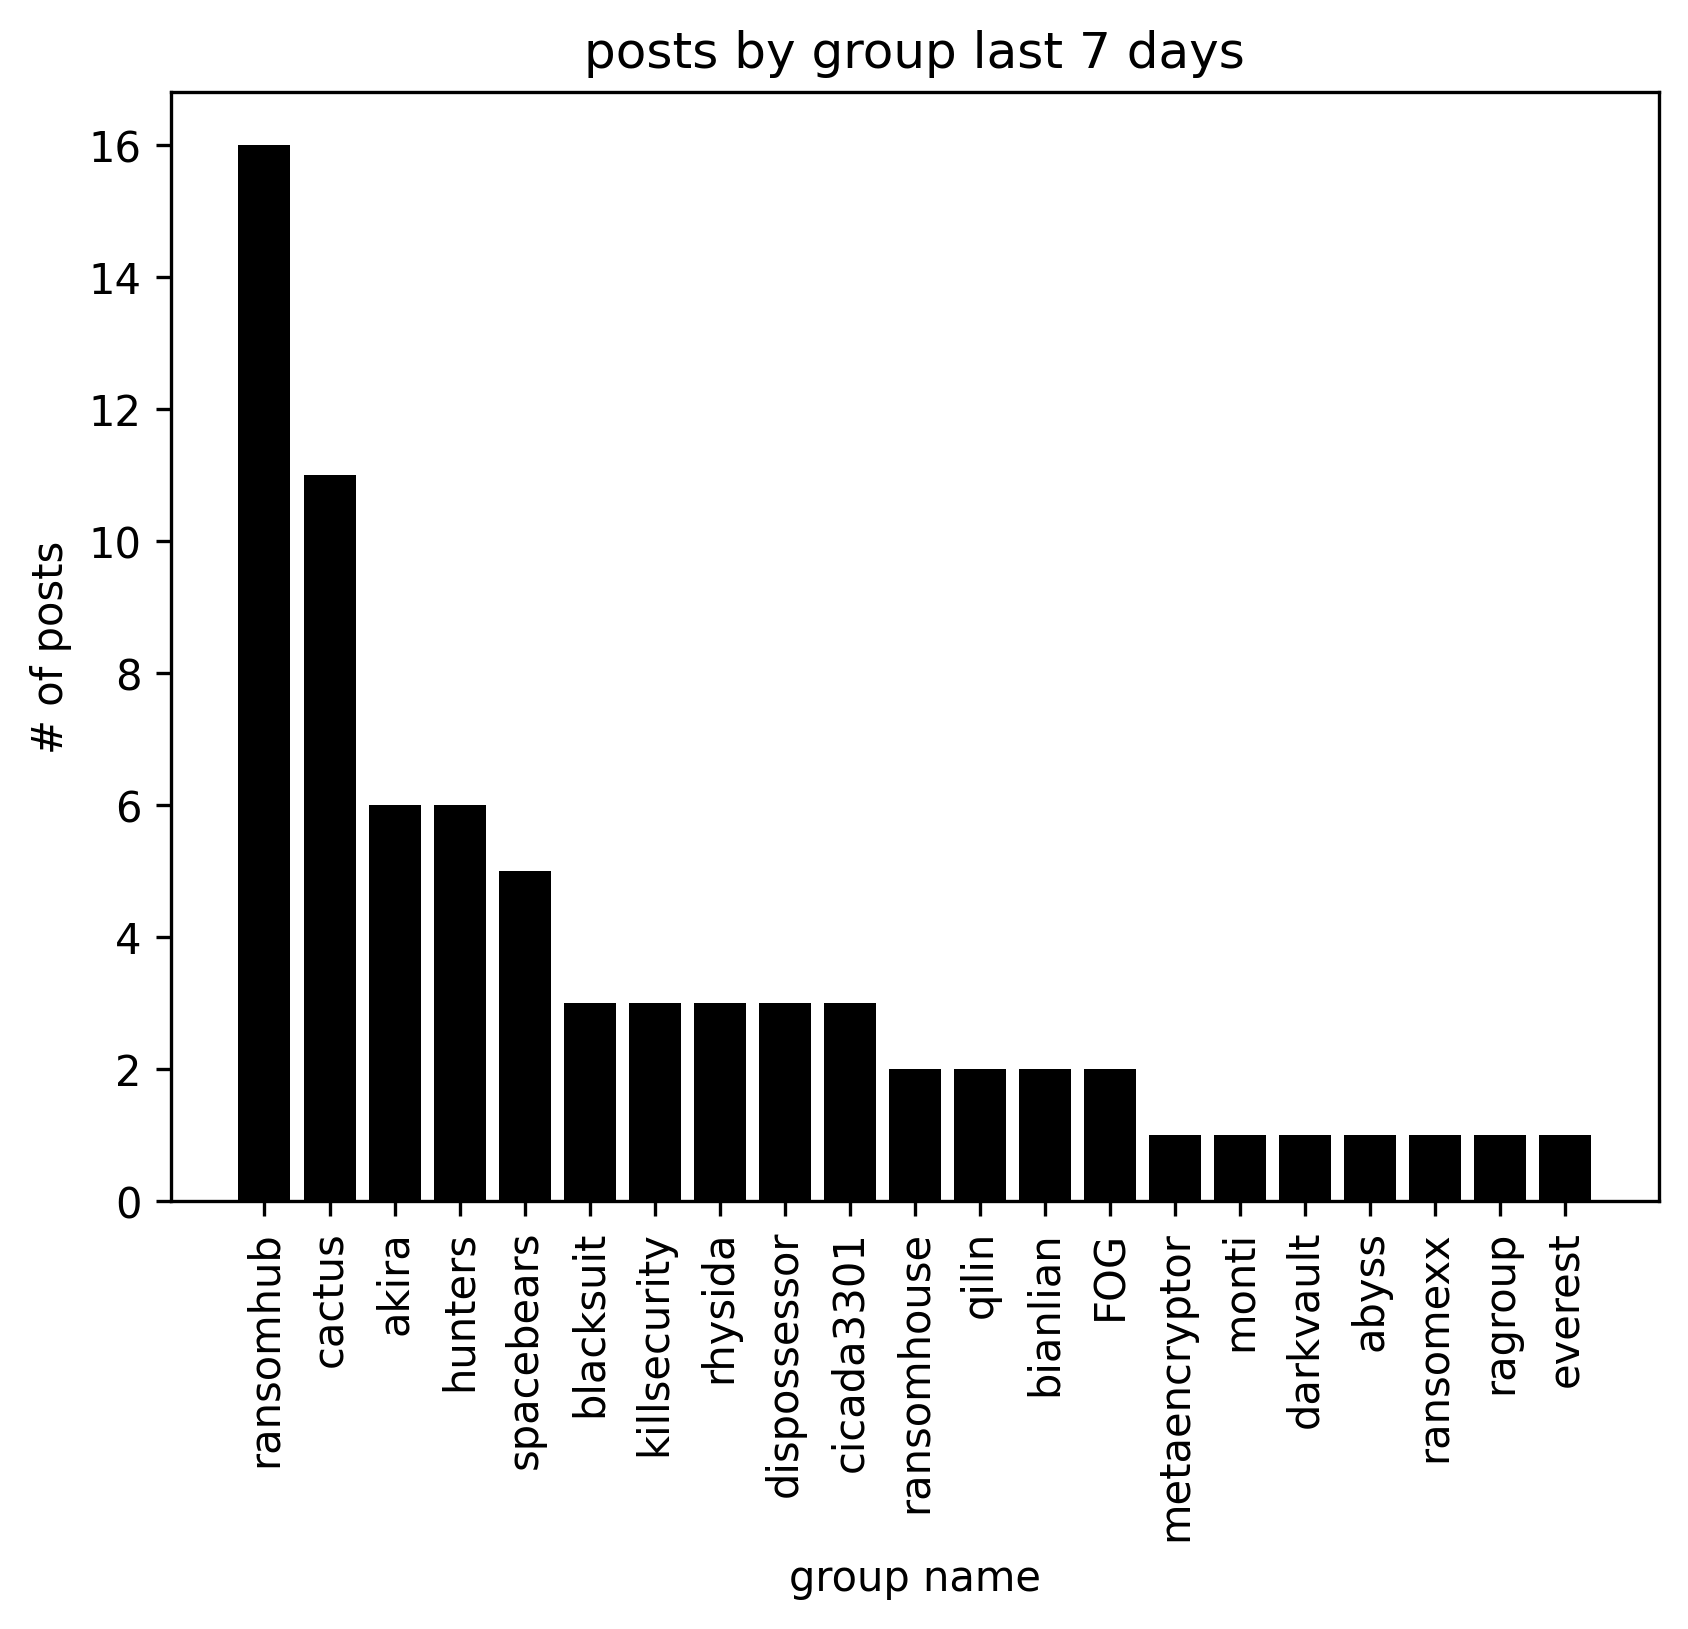 posts by group last 7 days
# of posts
16
14
12
10
8
6
4
2
0
ransomhub
cactus
akira
hunters
spacebears
blacksuit
killsecurity
rhysida
dispossessor
cicada3301
ransomhouse
qilin
bianlian
FOG
metaencryptor
monti
darkvault
abyss
ransomexx
ragroup
everest
group name